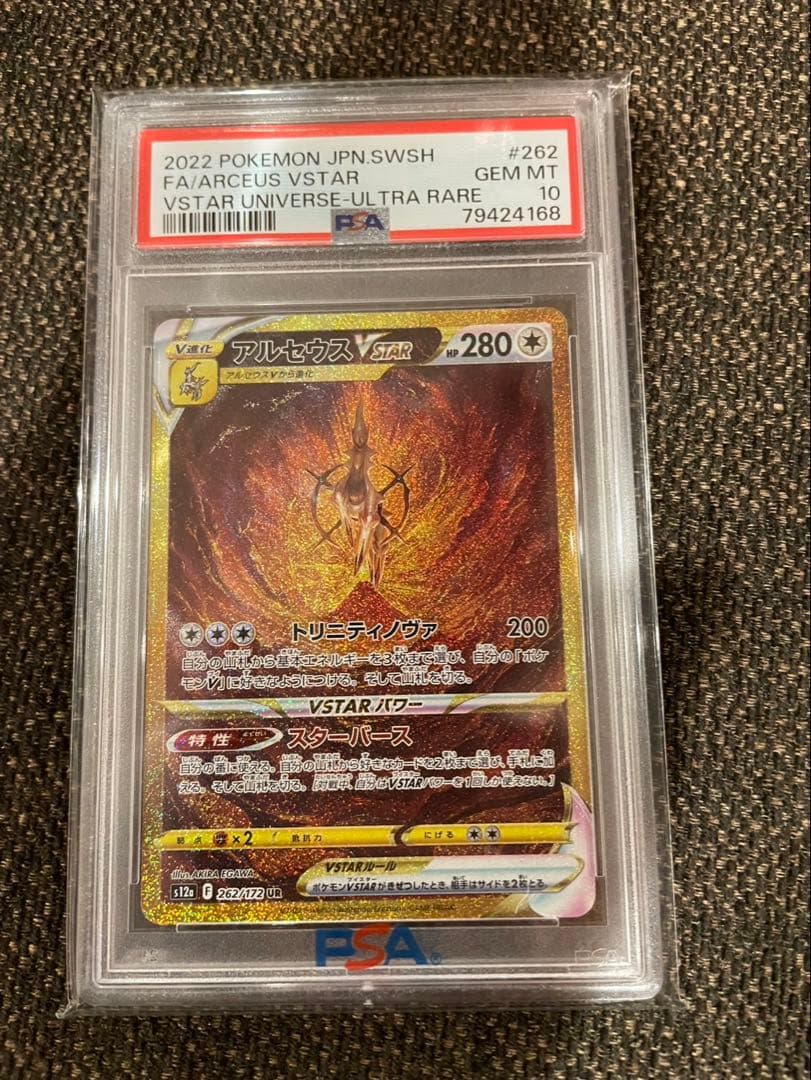 2022 POKEMON JPN.SWSH #262
FA/ARCEUS VSTAR GEM MT
VSTAR UNIVERSE-ULTRA RARE 10
PSA 79424168
V進化
アルセウス VSTAR HP 280
アルセウスVから進化
トリニティノヴァ 200
自分の山札から基本エネルギーを3枚まで選び、自分の「ポケ
モンV」に好きなようにつける。そして山札を切る。
VSTARパワー
特性 スターバース
自分の番に使える。自分の山札から好きなカードを2枚まで選び、手札に加
える。そして山札を切る。[対戦中、自分はVSTARパワーを1回しか使えない。]
弱点 ×2 抵抗力 にげる
Illus. AKIRA EGAWA
VSTARルール
ポケモンVSTARがきぜつしたとき、相手はサイドを2枚とる。
s12a F 262/172 UR
PSA